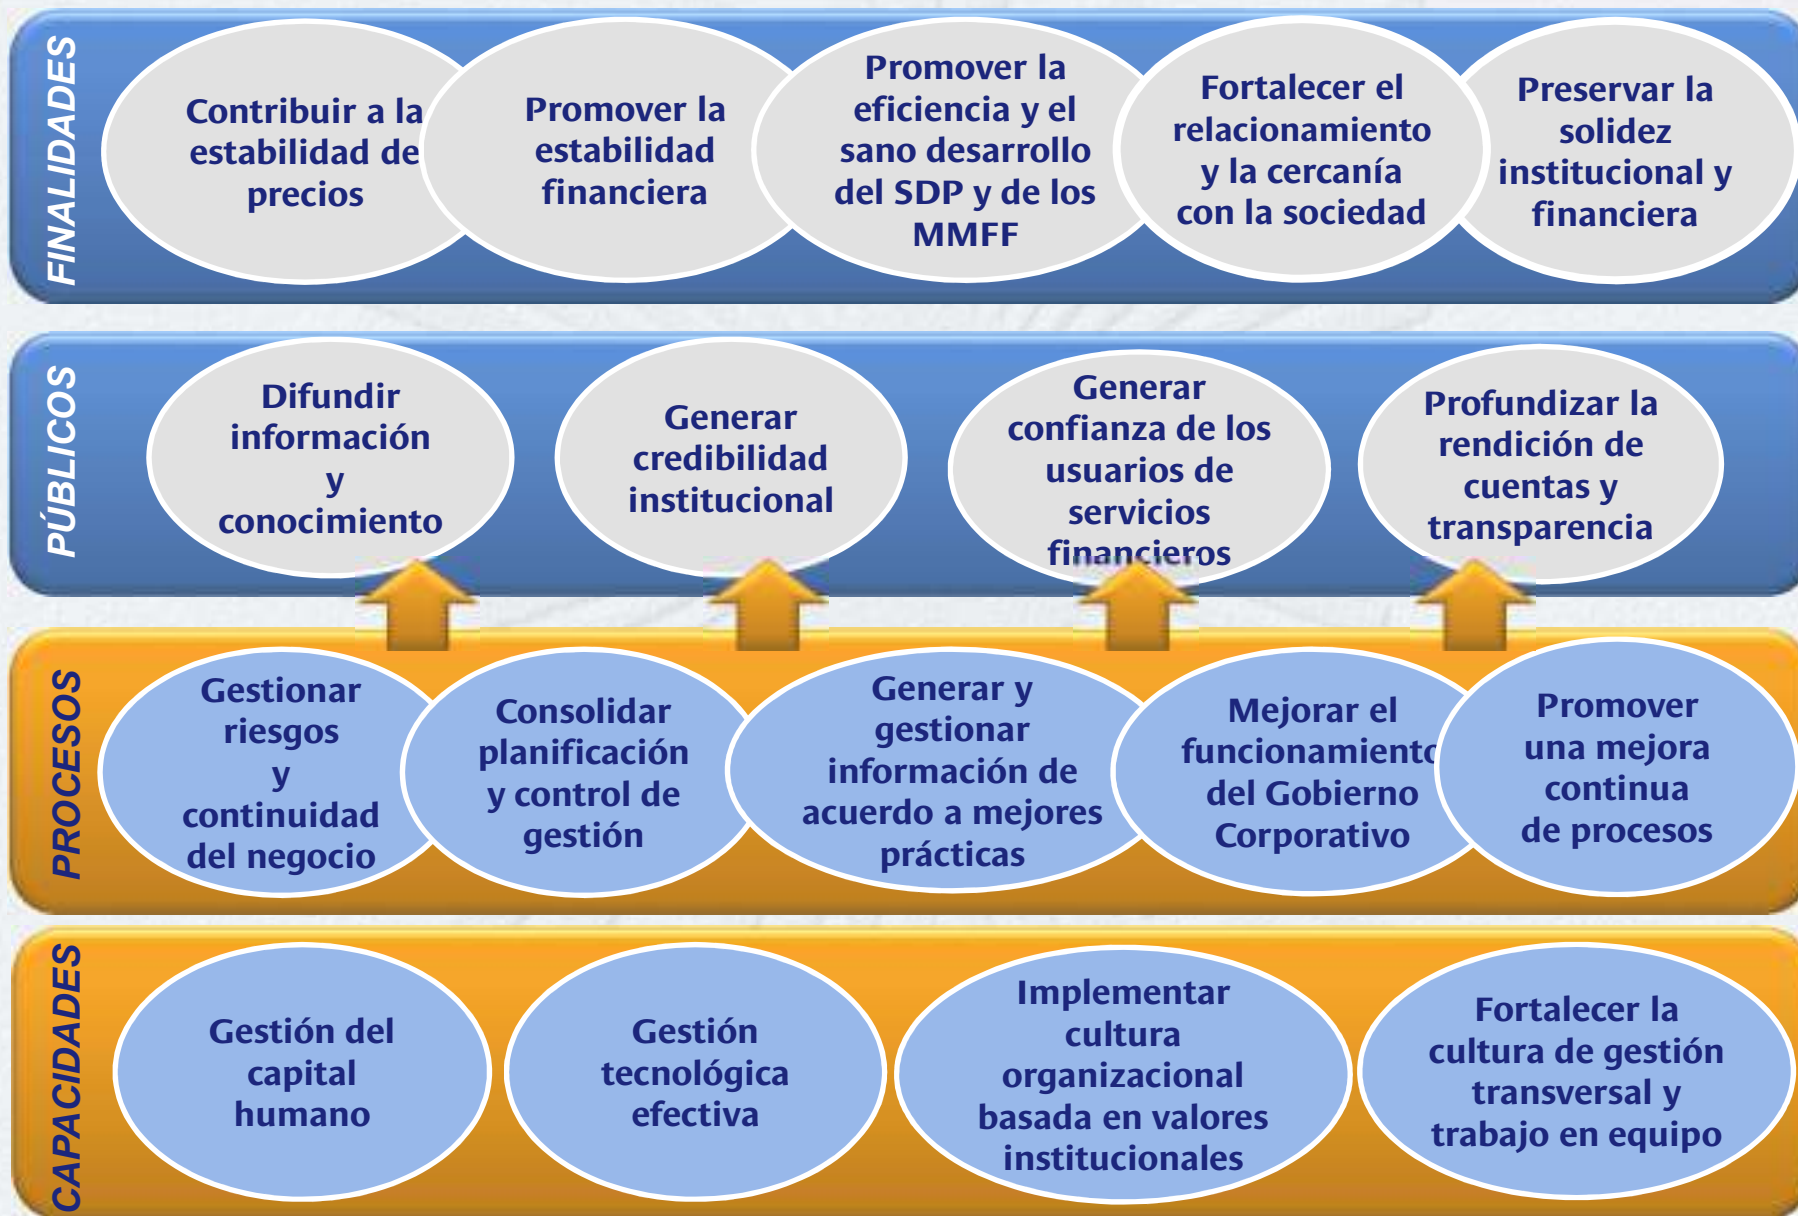 FINALIDADES
Contribuir a la
estabilidad de
precios
Promover la
estabilidad
financiera
Promover la
eficiencia y el
sano desarrollo
del SDP y de los
MMFF
Fortalecer el
relacionamiento
y la cercanía
con la sociedad
Preservar la
solidez
institucional y
financiera
PÚBLICOS
Difundir
información
y
conocimiento
Generar
credibilidad
institucional
Generar
confianza de los
usuarios de
servicios
financieros
Profundizar la
rendición de
cuentas y
transparencia
PROCESOS
Gestionar
riesgos
y
continuidad
del negocio
Consolidar
planificación
y control de
gestión
Generar y
gestionar
información de
acuerdo a mejores
prácticas
Mejorar el
funcionamiento
del Gobierno
Corporativo
Promover
una mejora
continua
de procesos
CAPACIDADES
Gestión del
capital
humano
Gestión
tecnológica
efectiva
Implementar
cultura
organizacional
basada en valores
institucionales
Fortalecer la
cultura de gestión
transversal y
trabajo en equipo